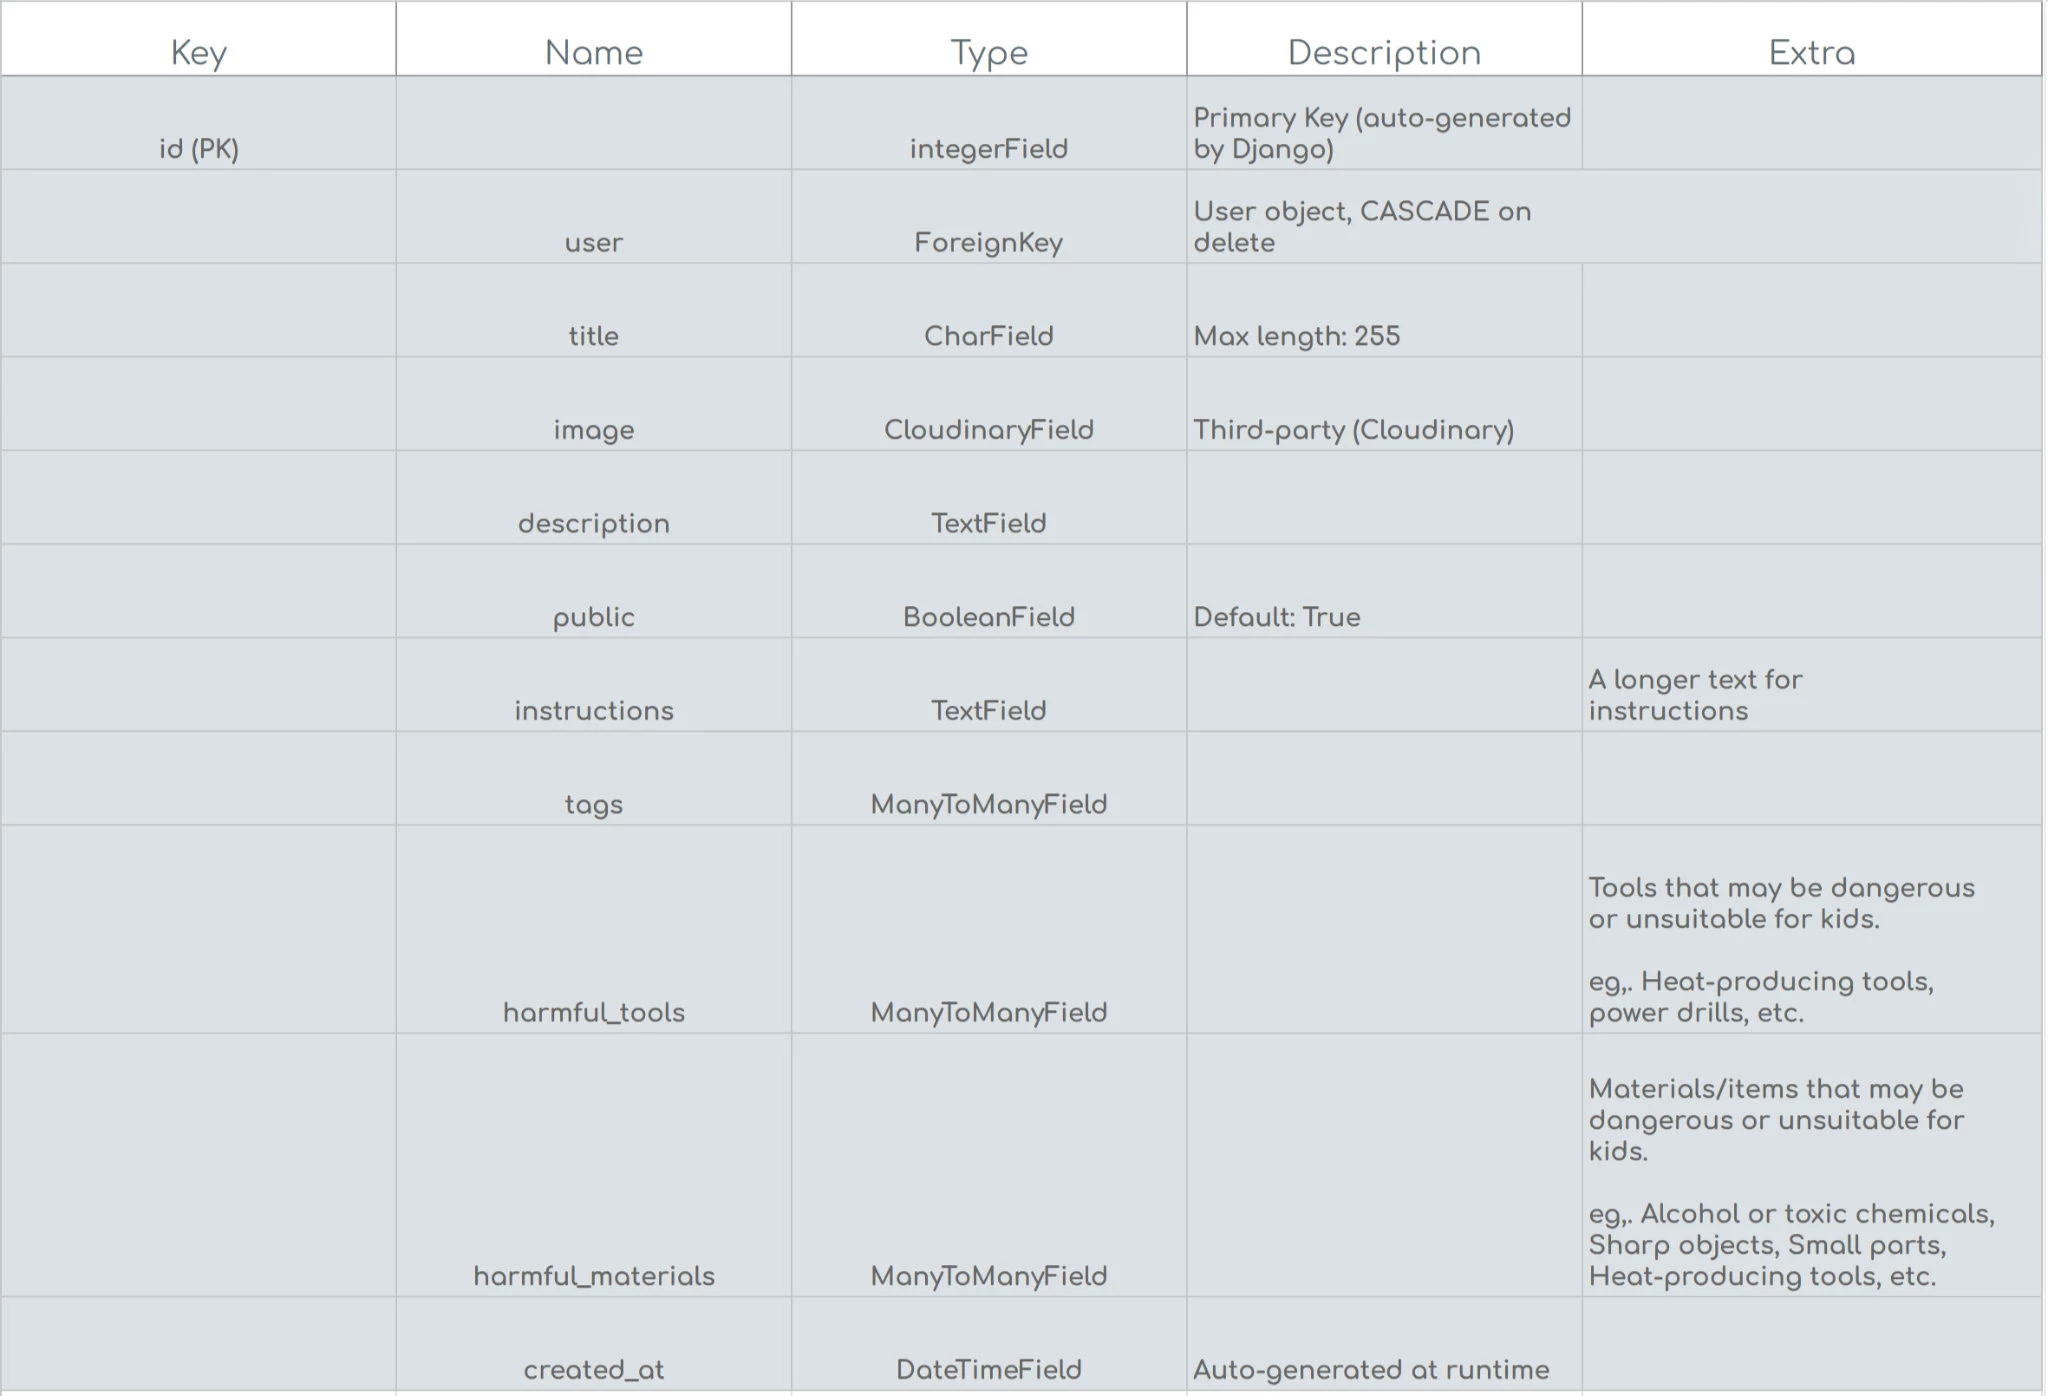 Key Name Type Description Extra
id (PK) integerField Primary Key (auto-generated
by Django)
user ForeignKey User object, CASCADE on
delete
title CharField Max length: 255
image CloudinaryField Third-party (Cloudinary)
description TextField
public BooleanField Default: True
instructions TextField A longer text for
instructions
tags ManyToManyField
harmful_tools ManyToManyField Tools that may be dangerous
or unsuitable for kids.
eg,. Heat-producing tools,
power drills, etc.
harmful_materials ManyToManyField Materials/items that may be
dangerous or unsuitable for
kids.
eg,. Alcohol or toxic chemicals,
Sharp objects, Small parts,
Heat-producing tools, etc.
created_at DateTimeField Auto-generated at runtime